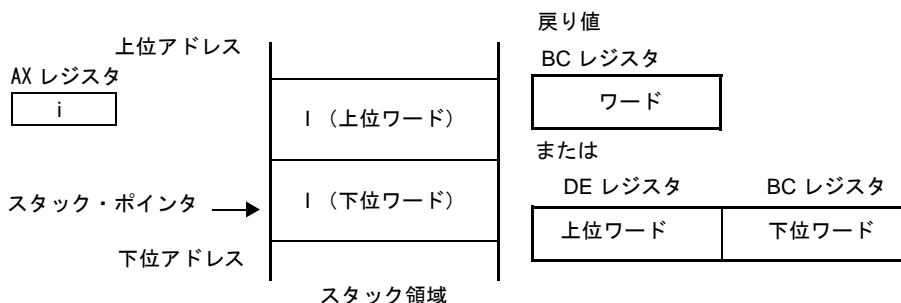 上位アドレス
AX レジスタ
i
l (上位ワード)
スタック・ポインタ
l (下位ワード)
下位アドレス
スタック領域
戻り値
BC レジスタ
ワード
または
DE レジスタ BC レジスタ
上位ワード 下位ワード